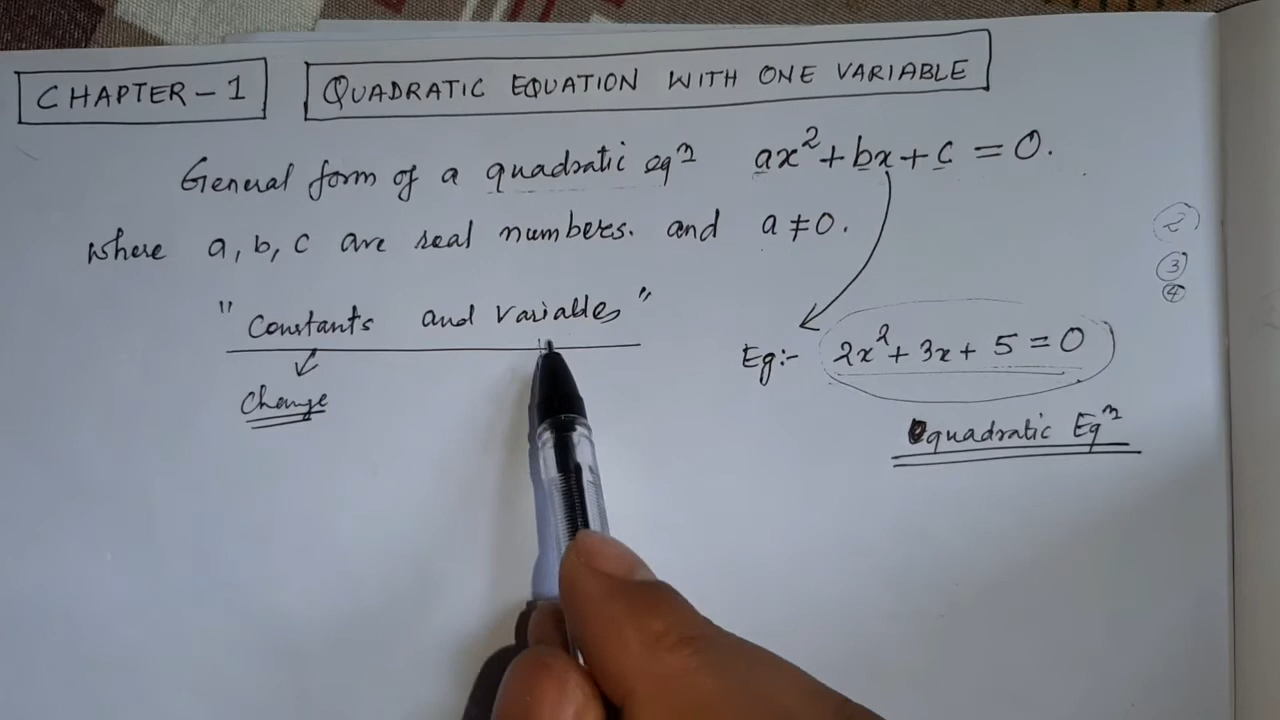 CHAPTER-1 QUADRATIC EQUATION WITH ONE VARIABLE
General form of a quadratic eqⁿ ax²+bx+c=0.
where a, b, c are real numbers. and a≠0.
"Constants and variables"
Change
Eg:- 2x²+3x+5=0
quadratic Eqⁿ
2
3
4